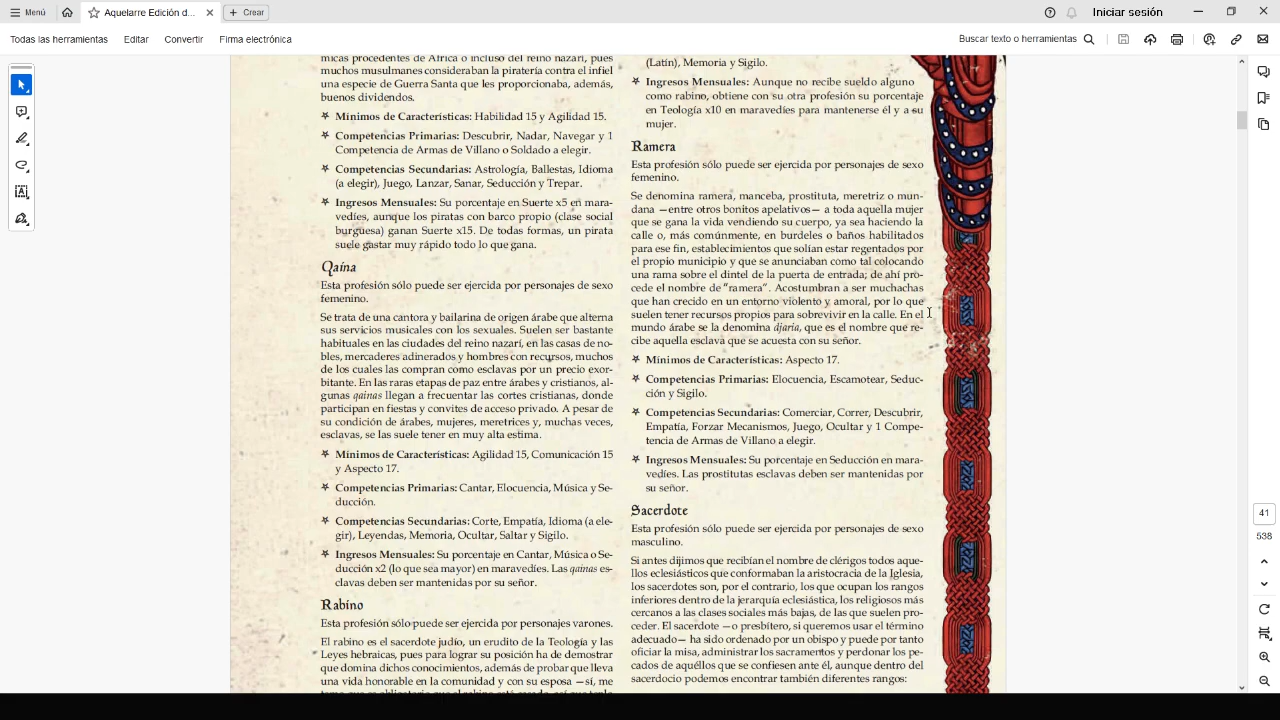 Menú
Aquelarre Edición d...
Crear
Iniciar sesión
Todas las herramientas
Editar
Convertir
Firma electrónica
Buscar texto o herramientas
micas procedentes de África o incluso del reino nazarí, pues
muchos musulmanes consideraban la piratería contra el infiel
una especie de Guerra Santa que les proporcionaba, además,
buenos dividendos.
Mínimos de Características: Habilidad 15 y Agilidad 15.
Competencias Primarias: Descubrir, Nadar, Navegar y 1
Competencia de Armas de Villano o Soldado a elegir.
Competencias Secundarias: Astrología, Ballestas, Idioma
(a elegir), Juego, Lanzar, Sanar, Seducción y Trepar.
Ingresos Mensuales: Su porcentaje en Suerte x5 en mara-
vedíes, aunque los piratas con barco propio (clase social
burguesa) ganan Suerte x15. De todas formas, un pirata
suele gastar muy rápido todo lo que gana.
Qaína
Esta profesión sólo puede ser ejercida por personajes de sexo
femenino.
Se trata de una cantora y bailarina de origen árabe que alterna
sus servicios musicales con los sexuales. Suelen ser bastante
habituales en las ciudades del reino nazarí, en las casas de no-
bles, mercaderes adinerados y hombres con recursos, muchos
de los cuales las compran como esclavas por un precio exor-
bitante. En las raras etapas de paz entre árabes y cristianos, al-
gunas qainas llegan a frecuentar las cortes cristianas, donde
participan en fiestas y convites de acceso privado. A pesar de
su condición de árabes, mujeres, meretrices y, muchas veces,
esclavas, se las suele tener en muy alta estima.
Mínimos de Características: Agilidad 15, Comunicación 15
y Aspecto 17.
Competencias Primarias: Cantar, Elocuencia, Música y Se-
ducción.
Competencias Secundarias: Corte, Empatía, Idioma (a ele-
gir), Leyendas, Memoria, Ocultar, Saltar y Sigilo.
Ingresos Mensuales: Su porcentaje en Cantar, Música o Se-
ducción x2 (lo que sea mayor) en maravedíes. Las qainas es-
clavas deben ser mantenidas por su señor.
Rabino
Esta profesión sólo puede ser ejercida por personajes varones.
El rabino es el sacerdote judío, un erudito de la Teología y las
Leyes hebraicas, pues para lograr su posición ha de demostrar
que domina dichos conocimientos, además de probar que lleva
una vida honorable en la comunidad y con su esposa —sí, me
(Latín), Memoria y Sigilo.
Ingresos Mensuales: Aunque no recibe sueldo alguno
como rabino, obtiene con su otra profesión su porcentaje
en Teología x10 en maravedíes para mantenerse él y a su
mujer.
Ramera
Esta profesión sólo puede ser ejercida por personajes de sexo
femenino.
Se denomina ramera, manceba, prostituta, meretriz o mun-
dana —entre otros bonitos apelativos— a toda aquella mujer
que se gana la vida vendiendo su cuerpo, ya sea haciendo la
calle o, más comúnmente, en burdeles o baños habilitados
para ese fin, establecimientos que solían estar regentados por
el propio municipio y que se anunciaban como tal colocando
una rama sobre el dintel de la puerta de entrada; de ahí pro-
cede el nombre de "ramera". Acostumbran a ser muchachas
que han crecido en un entorno violento y amoral, por lo que
suelen tener recursos propios para sobrevivir en la calle. En el
mundo árabe se la denomina djaria, que es el nombre que re-
cibe aquella esclava que se acuesta con su señor.
Mínimos de Características: Aspecto 17.
Competencias Primarias: Elocuencia, Escamotear, Seduc-
ción y Sigilo.
Competencias Secundarias: Comerciar, Correr, Descubrir,
Empatía, Forzar Mecanismos, Juego, Ocultar y 1 Compe-
tencia de Armas de Villano a elegir.
Ingresos Mensuales: Su porcentaje en Seducción en mara-
vedíes. Las prostitutas esclavas deben ser mantenidas por
su señor.
Sacerdote
Esta profesión sólo puede ser ejercida por personajes de sexo
masculino.
Si antes dijimos que recibían el nombre de clérigos todos aque-
llos eclesiásticos que conformaban la aristocracia de la Iglesia,
los sacerdotes son, por el contrario, los que ocupan los rangos
inferiores dentro de la jerarquía eclesiástica, los religiosos más
cercanos a las clases sociales más bajas, de las que suelen pro-
ceder. El sacerdote —o presbítero, si queremos usar el término
adecuado— ha sido ordenado por un obispo y puede por tanto
oficiar la misa, administrar los sacramentos y perdonar los pe-
cados de aquéllos que se confiesen ante él, aunque dentro del
sacerdocio podemos encontrar también diferentes rangos:
41
538